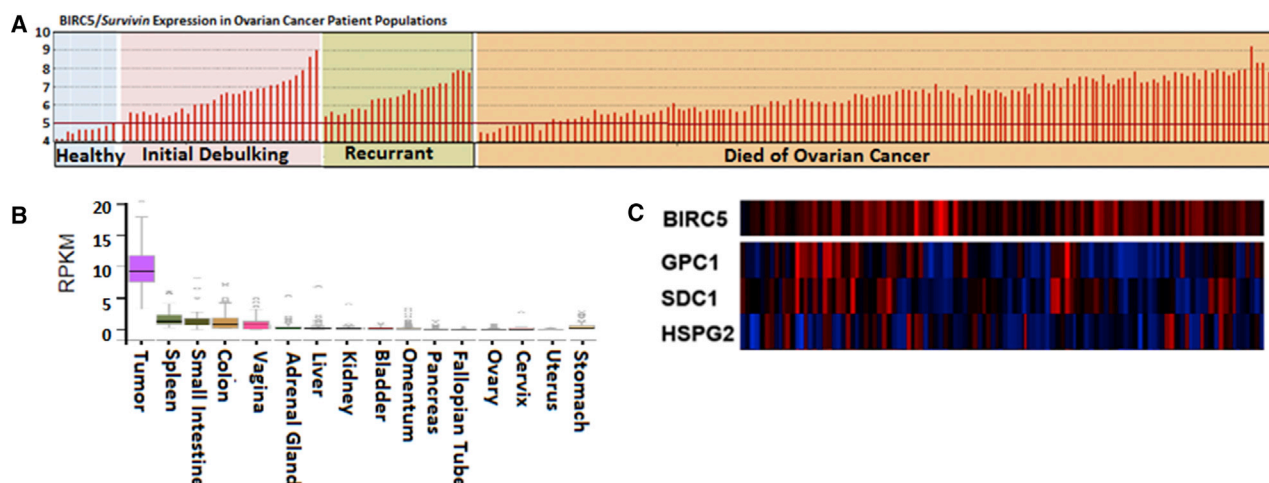 A
BIRC5/Survivin Expression in Ovarian Cancer Patient Populations
10
9
8
7
6
5
4
Healthy
Initial Debulking
Recurrant
Died of Ovarian Cancer
B
RPKM
20
15
10
5
0
Tumor
Spleen
Small Intestine
Colon
Vagina
Adrenal Gland
Liver
Kidney
Bladder
Omentum
Pancreas
Fallopian Tube
Ovary
Cervix
Uterus
Stomach
C
BIRC5
GPC1
SDC1
HSPG2